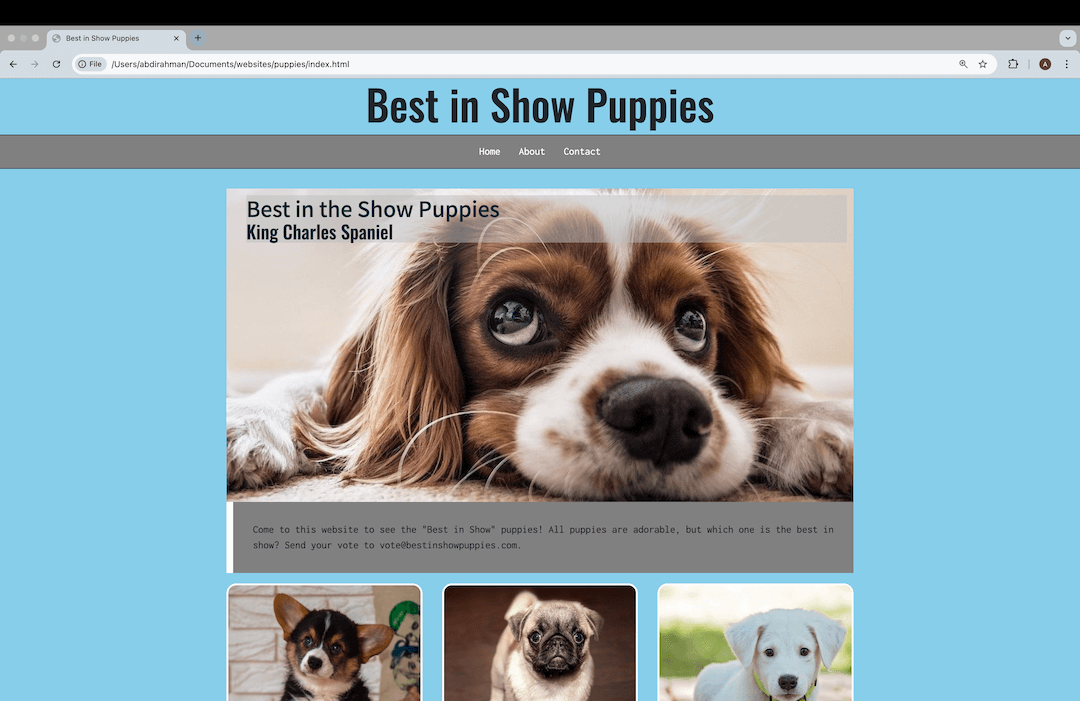 Best in Show Puppies
File
/Users/abdirahman/Documents/websites/puppies/index.html
A
Best in Show Puppies
Home About Contact
Best in the Show Puppies
King Charles Spaniel
Come to this website to see the "Best in Show" puppies! All puppies are adorable, but which one is the best in
show? Send your vote to vote@bestinshowpuppies.com.